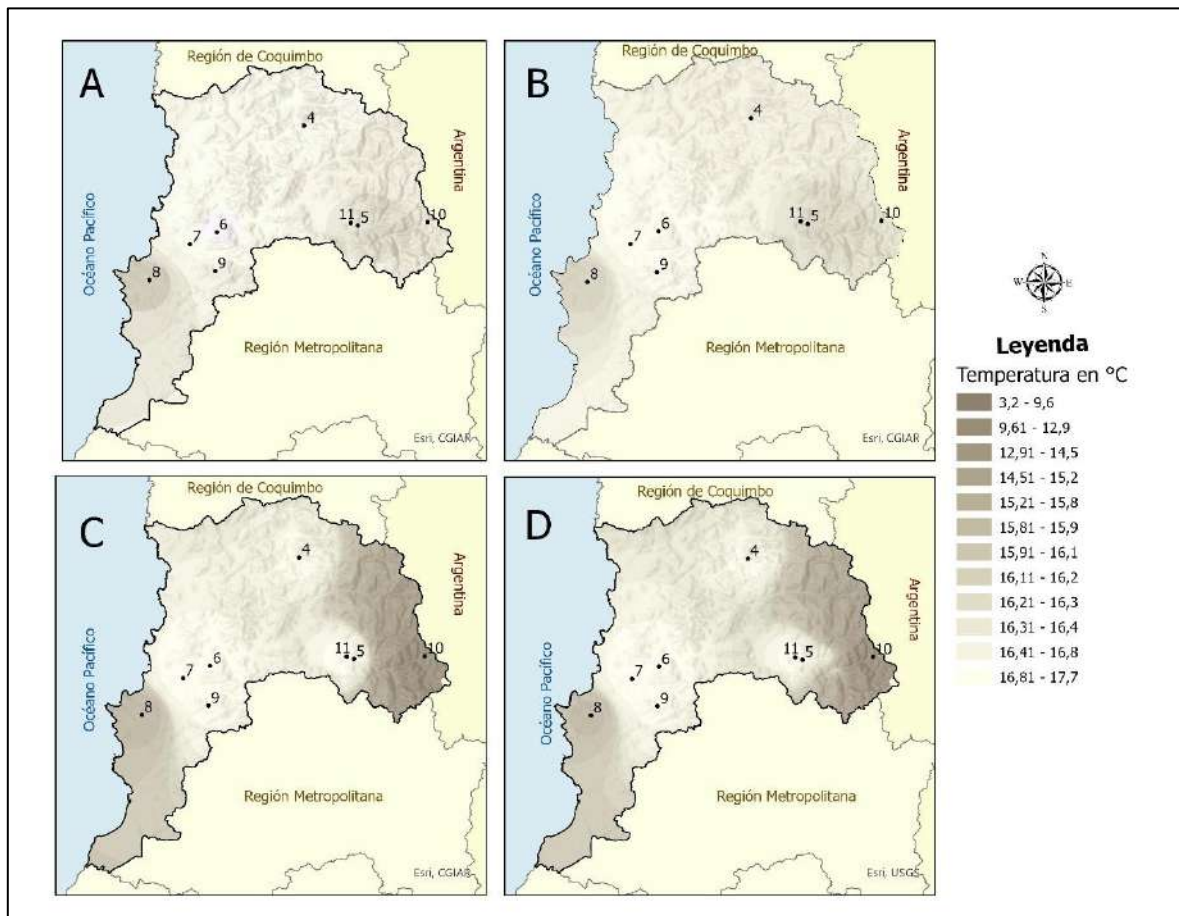 A
Región de Coquimbo
4
Argentina
Océano Pacífico
11
5
10
6
7
9
8
Región Metropolitana
Esri, CGIAR
B
Región de Coquimbo
4
Argentina
Océano Pacífico
11
5
10
6
7
9
8
Región Metropolitana
Esri, CGIAR
N
W
E
S
Leyenda
Temperatura en °C
3,2 - 9,6
9,61 - 12,9
12,91 - 14,5
14,51 - 15,2
15,21 - 15,8
15,81 - 15,9
15,91 - 16,1
16,11 - 16,2
16,21 - 16,3
16,31 - 16,4
16,41 - 16,8
16,81 - 17,7
C
Región de Coquimbo
4
Argentina
Océano Pacífico
11
5
10
6
7
9
8
Región Metropolitana
Esri, CGIAR
D
Región de Coquimbo
4
Argentina
Océano Pacífico
11
5
10
6
7
9
8
Región Metropolitana
Esri, USGS